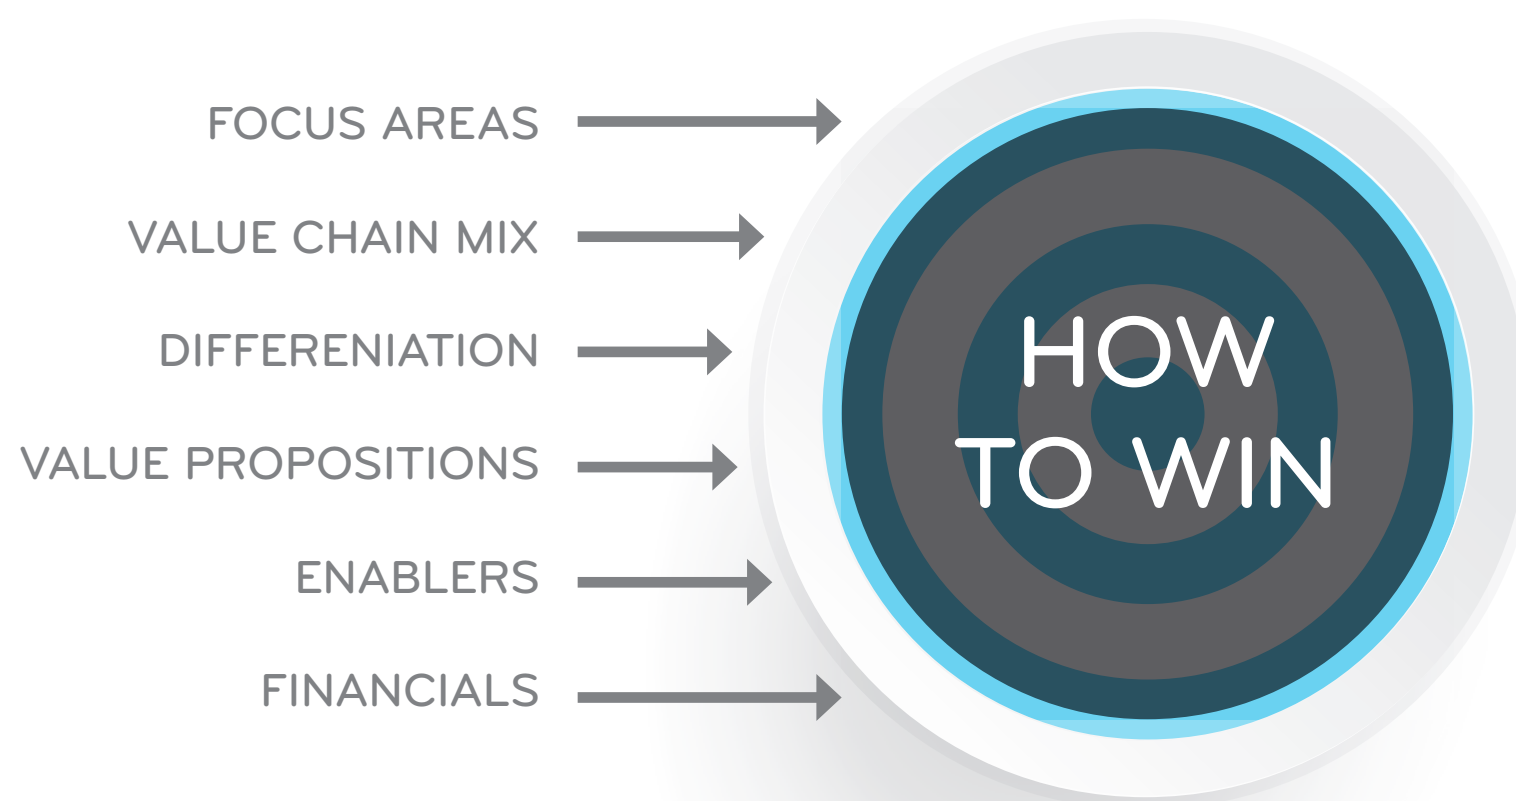 FOCUS AREAS
VALUE CHAIN MIX
DIFFERENIATION
VALUE PROPOSITIONS
ENABLERS
FINANCIALS
HOW
TO WIN